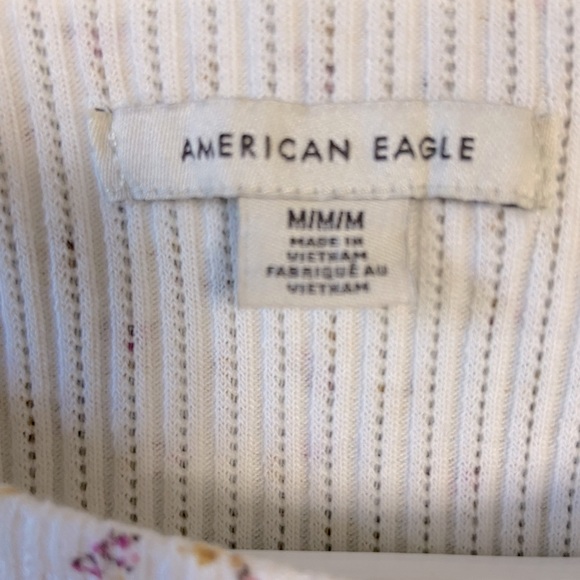 AMERICAN EAGLE
M/M/M
MADE IN
VIETNAM
FABRIQUÉ AU
VIETNAM